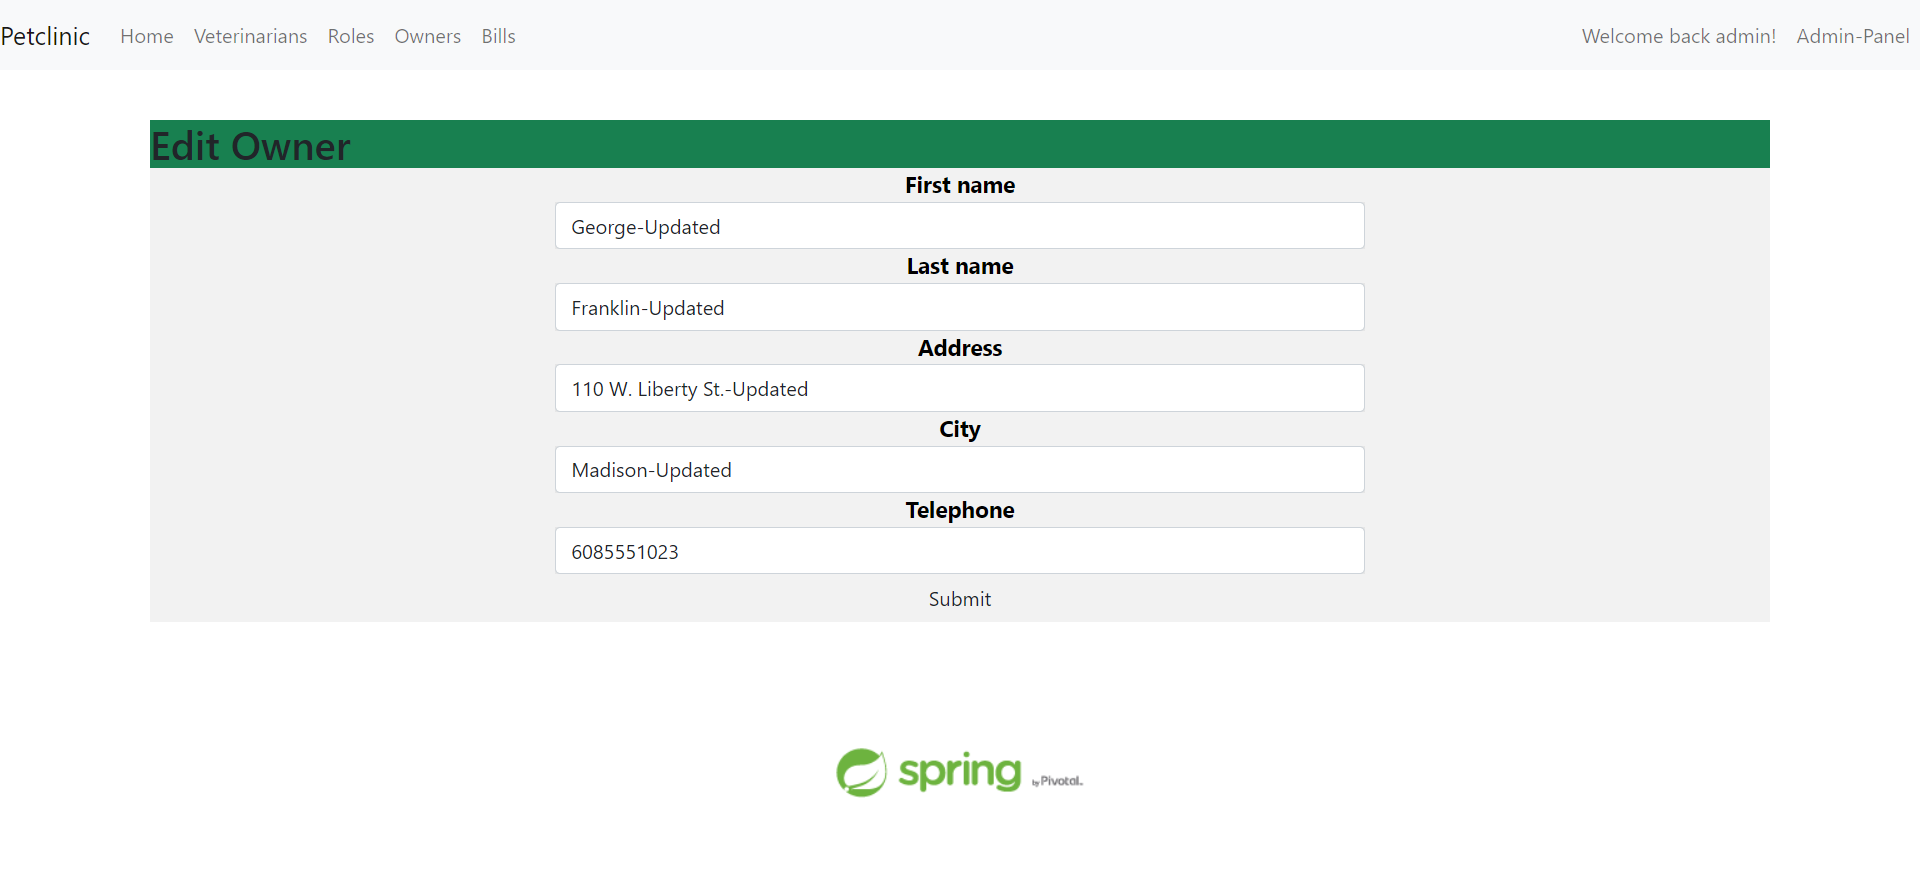 Petclinic Home Veterinarians Roles Owners Bills Welcome back admin! Admin-Panel
Edit Owner
First name
George-Updated
Last name
Franklin-Updated
Address
110 W. Liberty St.-Updated
City
Madison-Updated
Telephone
6085551023
Submit
spring by Pivotal.